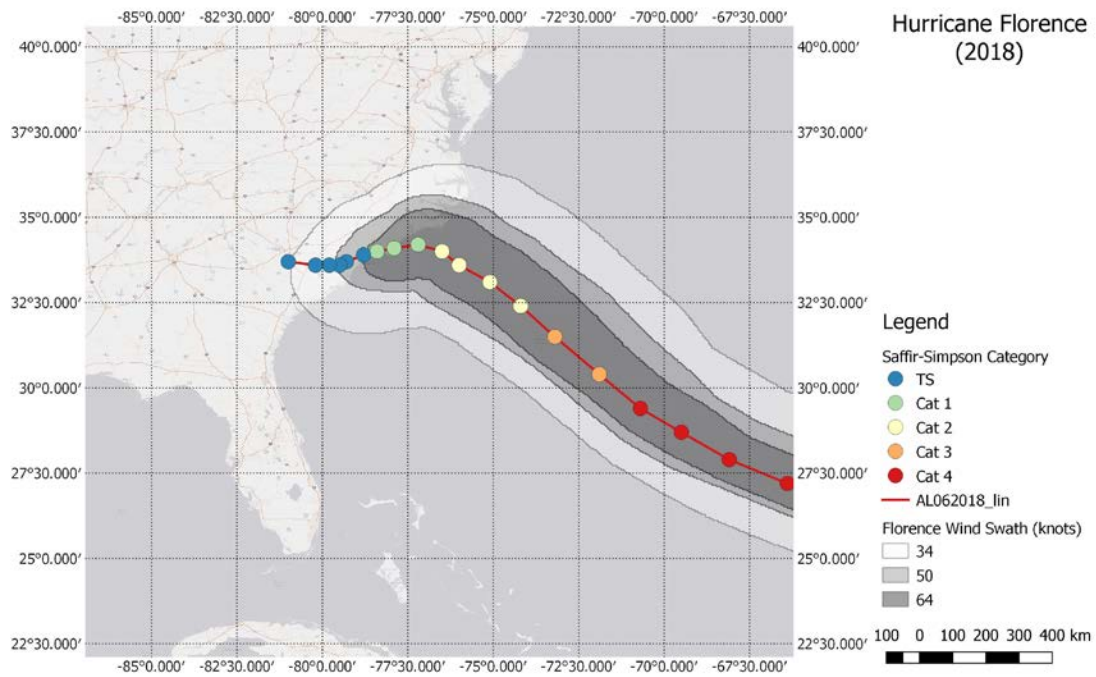 -85°0.000′ -82°30.000′ -80°0.000′ -77°30.000′ -75°0.000′ -72°30.000′ -70°0.000′ -67°30.000′
Hurricane Florence
(2018)
40°0.000′ 40°0.000′
37°30.000′ 37°30.000′
35°0.000′ 35°0.000′
32°30.000′ 32°30.000′
30°0.000′ 30°0.000′
27°30.000′ 27°30.000′
25°0.000′ 25°0.000′
22°30.000′ 22°30.000′
-85°0.000′ -82°30.000′ -80°0.000′ -77°30.000′ -75°0.000′ -72°30.000′ -70°0.000′ -67°30.000′
Legend
Saffir-Simpson Category
TS
Cat 1
Cat 2
Cat 3
Cat 4
AL062018_lin
Florence Wind Swath (knots)
34
50
64
100 0 100 200 300 400 km